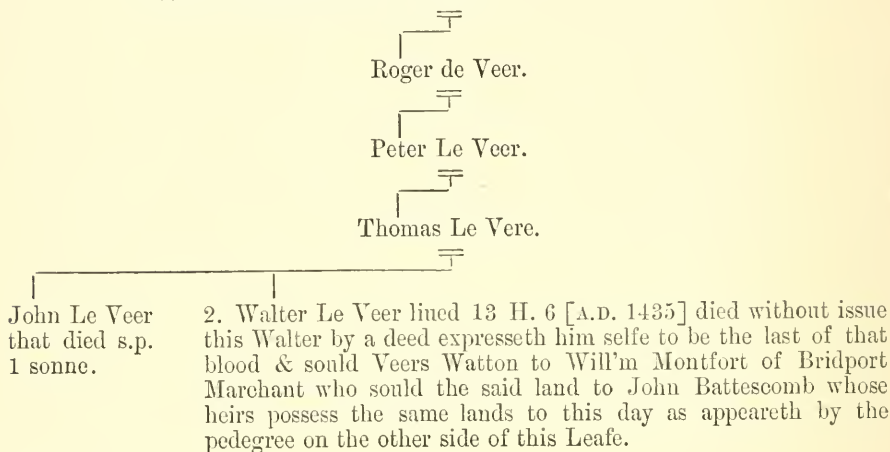 Roger de Veer.
Peter Le Veer.
Thomas Le Vere.
John Le Veer
that died s.p.
1 sonne.
2. Walter Le Veer liued 13 H. 6 [A.D. 1435] died without issue
this Walter by a deed expresseth him selfe to be the last of that
blood & sould Veers Watton to Will'm Montfort of Bridport
Marchant who sould the said land to John Battescomb whose
heirs possess the same lands to this day as appeareth by the
pedegree on the other side of this Leafe.